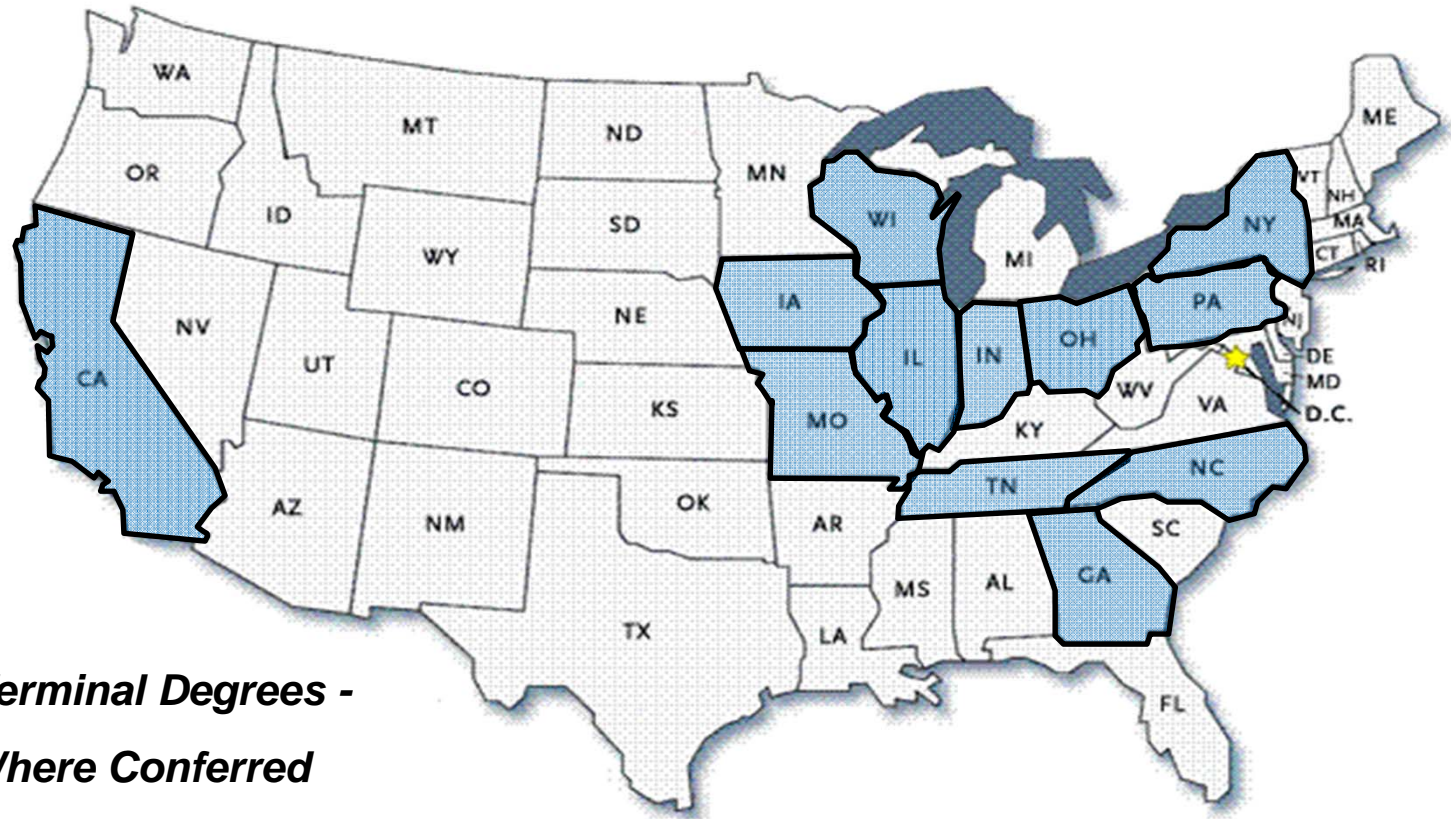 WA
MT
ND
MN
ME
OR
ID
SD
WI
VT
NH
NY
MA
WY
MI
CT
RI
IA
PA
NV
NE
NJ
UT
IL
IN
OH
DE
CA
CO
MD
KS
MO
WV
VA
D.C.
KY
NC
AZ
NM
OK
TN
AR
SC
MS
AL
GA
TX
LA
FL
erminal Degrees -
Where Conferred